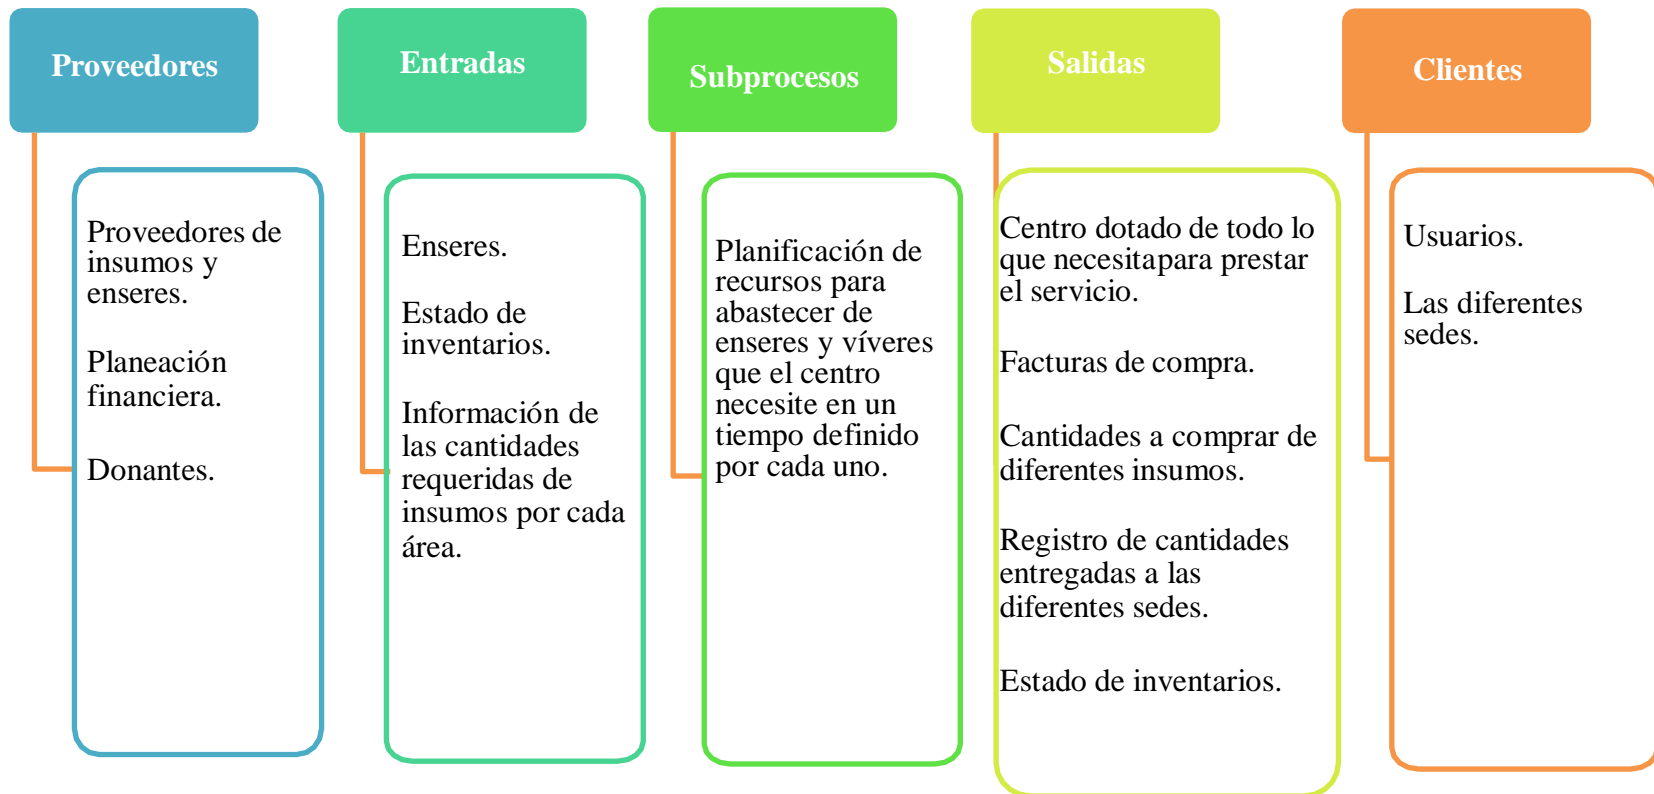 Proveedores
Proveedores de
insumos y
enseres.
Planeación
financiera.
Donantes.
Entradas
Enseres.
Estado de
inventarios.
Información de
las cantidades
requeridas de
insumos por cada
área.
Subprocesos
Planificación de
recursos para
abastecer de
enseres y víveres
que el centro
necesite en un
tiempo definido
por cada uno.
Salidas
Centro dotado de todo lo
que necesitapara prestar
el servicio.
Facturas de compra.
Cantidades a comprar de
diferentes insumos.
Registro de cantidades
entregadas a las
diferentes sedes.
Estado de inventarios.
Clientes
Usuarios.
Las diferentes
sedes.